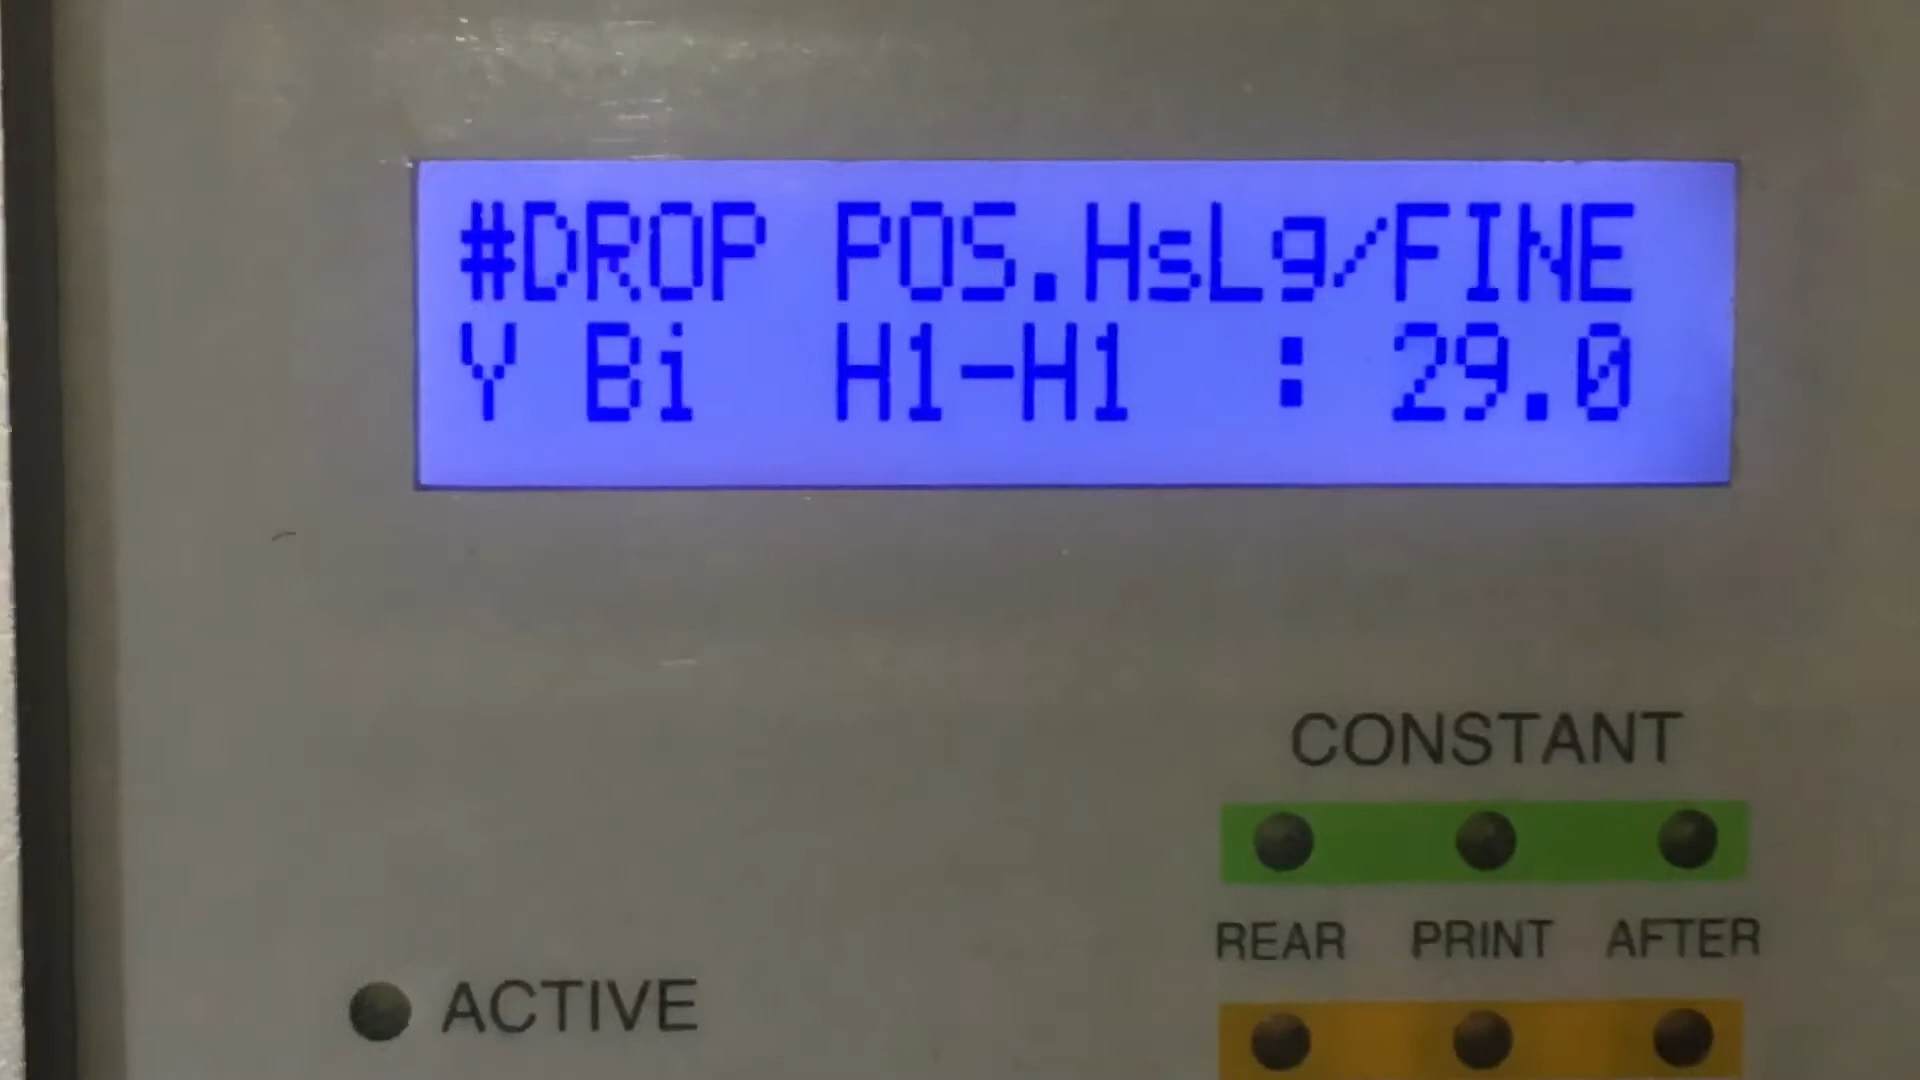 #DROP POS.HsLg/FINE
Y Bi H1-H1 : 29.0
CONSTANT
REAR PRINT AFTER
ACTIVE